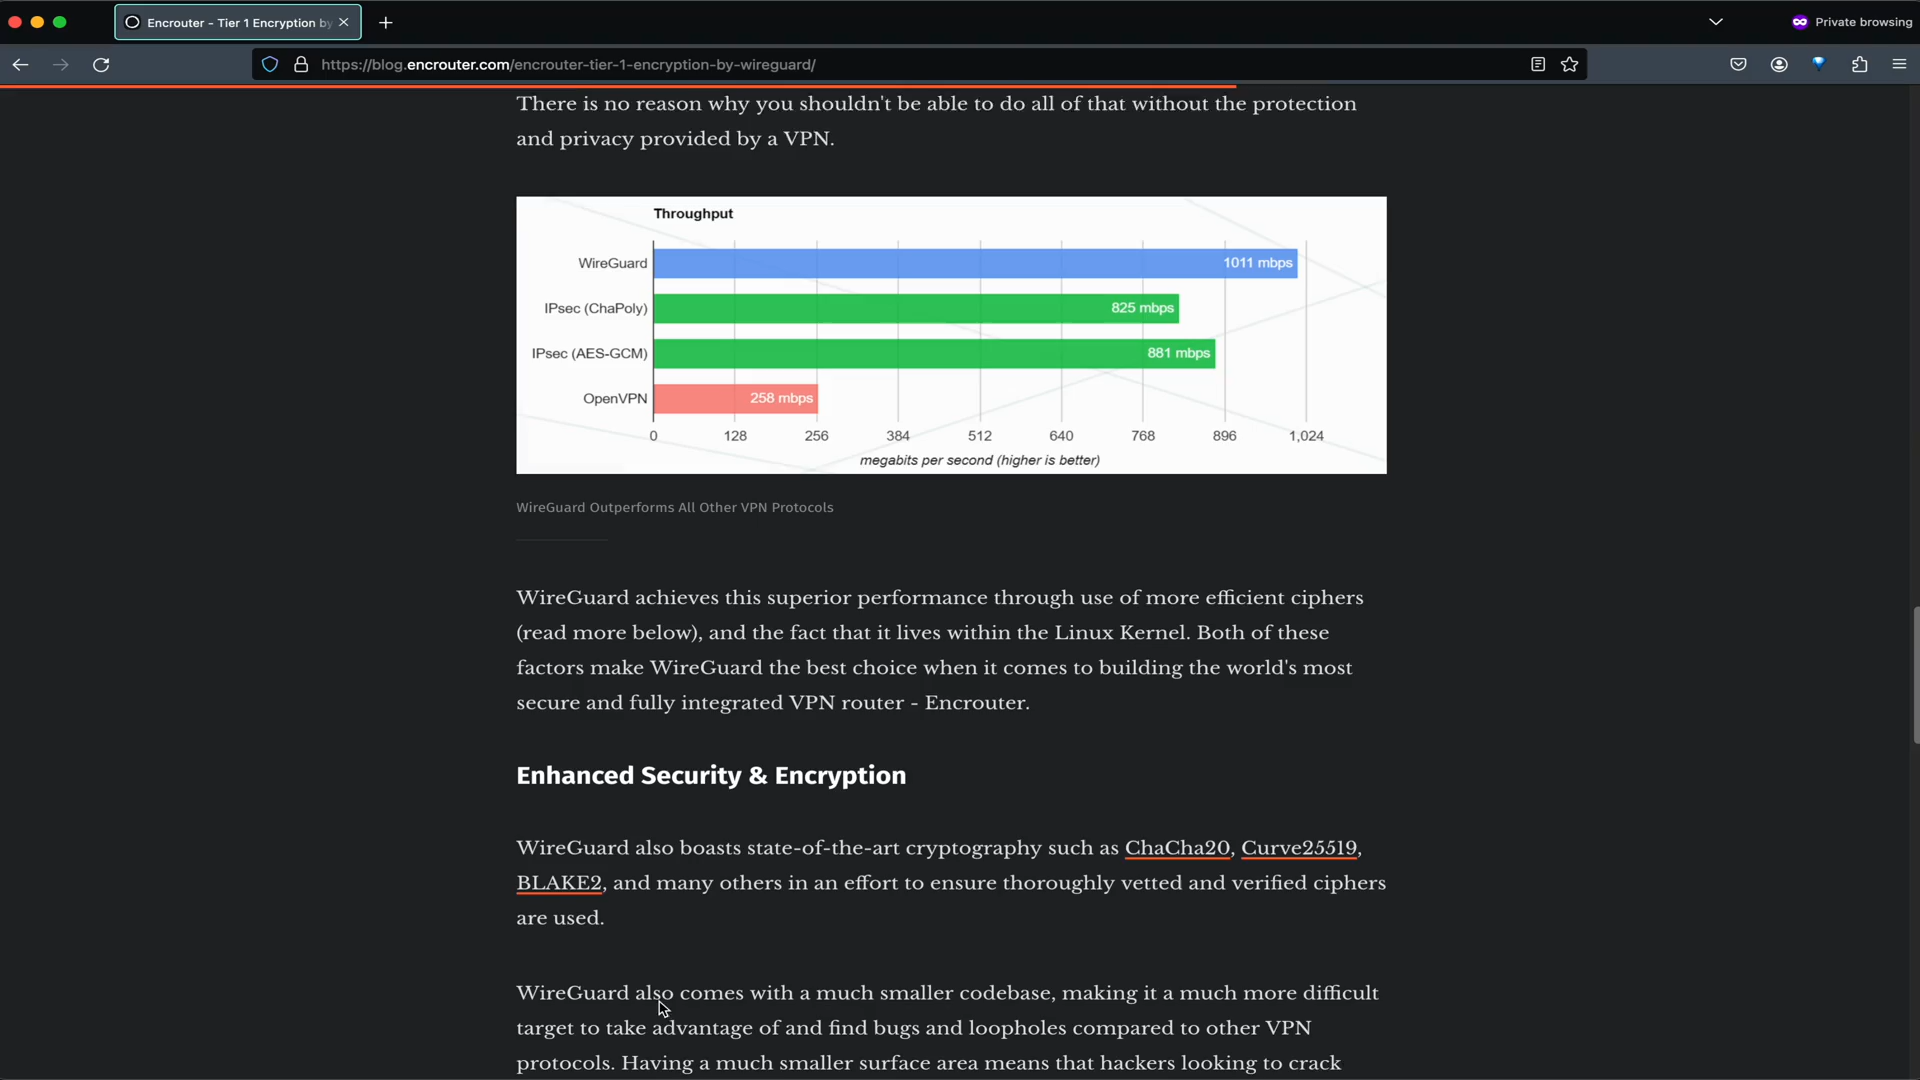 Encrouter - Tier 1 Encryption by
Private browsing
https://blog.encrouter.com/encrouter-tier-1-encryption-by-wireguard/
There is no reason why you shouldn't be able to do all of that without the protection
and privacy provided by a VPN.
Throughput
WireGuard 1011 mbps
IPsec (ChaPoly) 825 mbps
IPsec (AES-GCM) 881 mbps
OpenVPN 258 mbps
0 128 256 384 512 640 768 896 1,024
megabits per second (higher is better)
WireGuard Outperforms All Other VPN Protocols
WireGuard achieves this superior performance through use of more efficient ciphers
(read more below), and the fact that it lives within the Linux Kernel. Both of these
factors make WireGuard the best choice when it comes to building the world's most
secure and fully integrated VPN router - Encrouter.
Enhanced Security & Encryption
WireGuard also boasts state-of-the-art cryptography such as ChaCha20, Curve25519,
BLAKE2, and many others in an effort to ensure thoroughly vetted and verified ciphers
are used.
WireGuard also comes with a much smaller codebase, making it a much more difficult
target to take advantage of and find bugs and loopholes compared to other VPN
protocols. Having a much smaller surface area means that hackers looking to crack